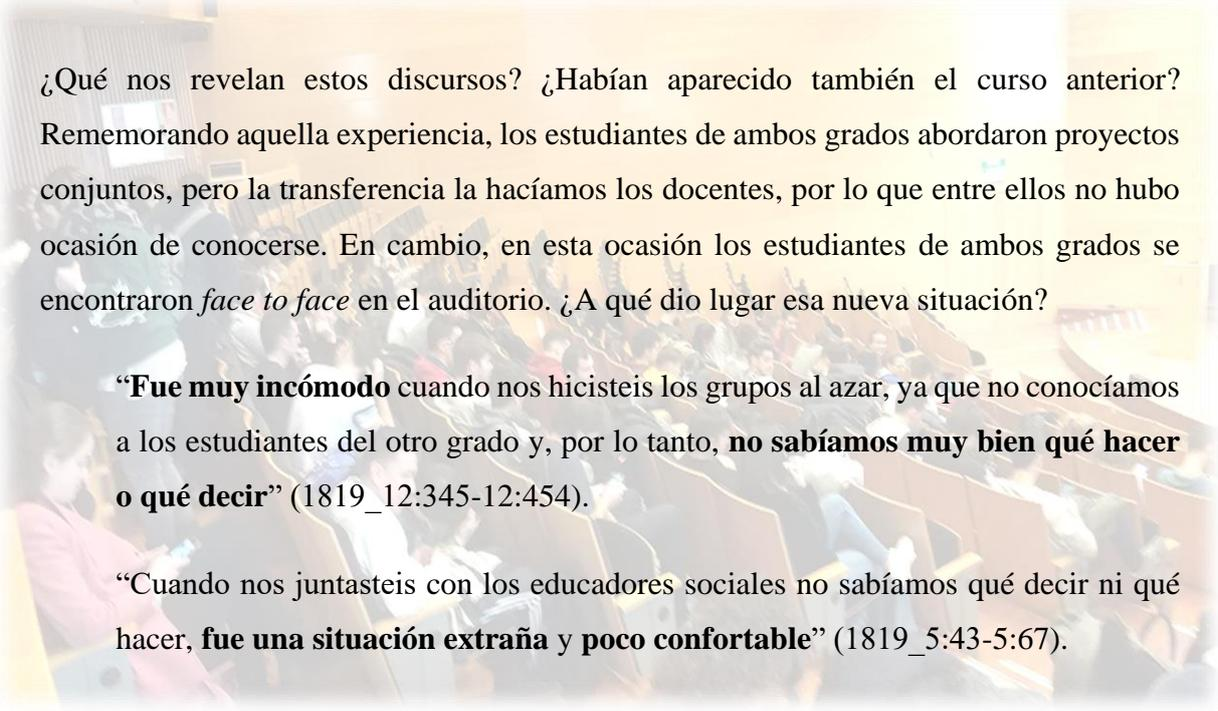 ¿Qué nos revelan estos discursos? ¿Habían aparecido también el curso anterior?
Rememorando aquella experiencia, los estudiantes de ambos grados abordaron proyectos
conjuntos, pero la transferencia la hacíamos los docentes, por lo que entre ellos no hubo
ocasión de conocerse. En cambio, en esta ocasión los estudiantes de ambos grados se
encontraron face to face en el auditorio. ¿A qué dio lugar esa nueva situación?
“Fue muy incómodo cuando nos hicisteis los grupos al azar, ya que no conocíamos
a los estudiantes del otro grado y, por lo tanto, no sabíamos muy bien qué hacer
o qué decir” (1819_12:345-12:454).
“Cuando nos juntasteis con los educadores sociales no sabíamos qué decir ni qué
hacer, fue una situación extraña y poco confortable” (1819_5:43-5:67).